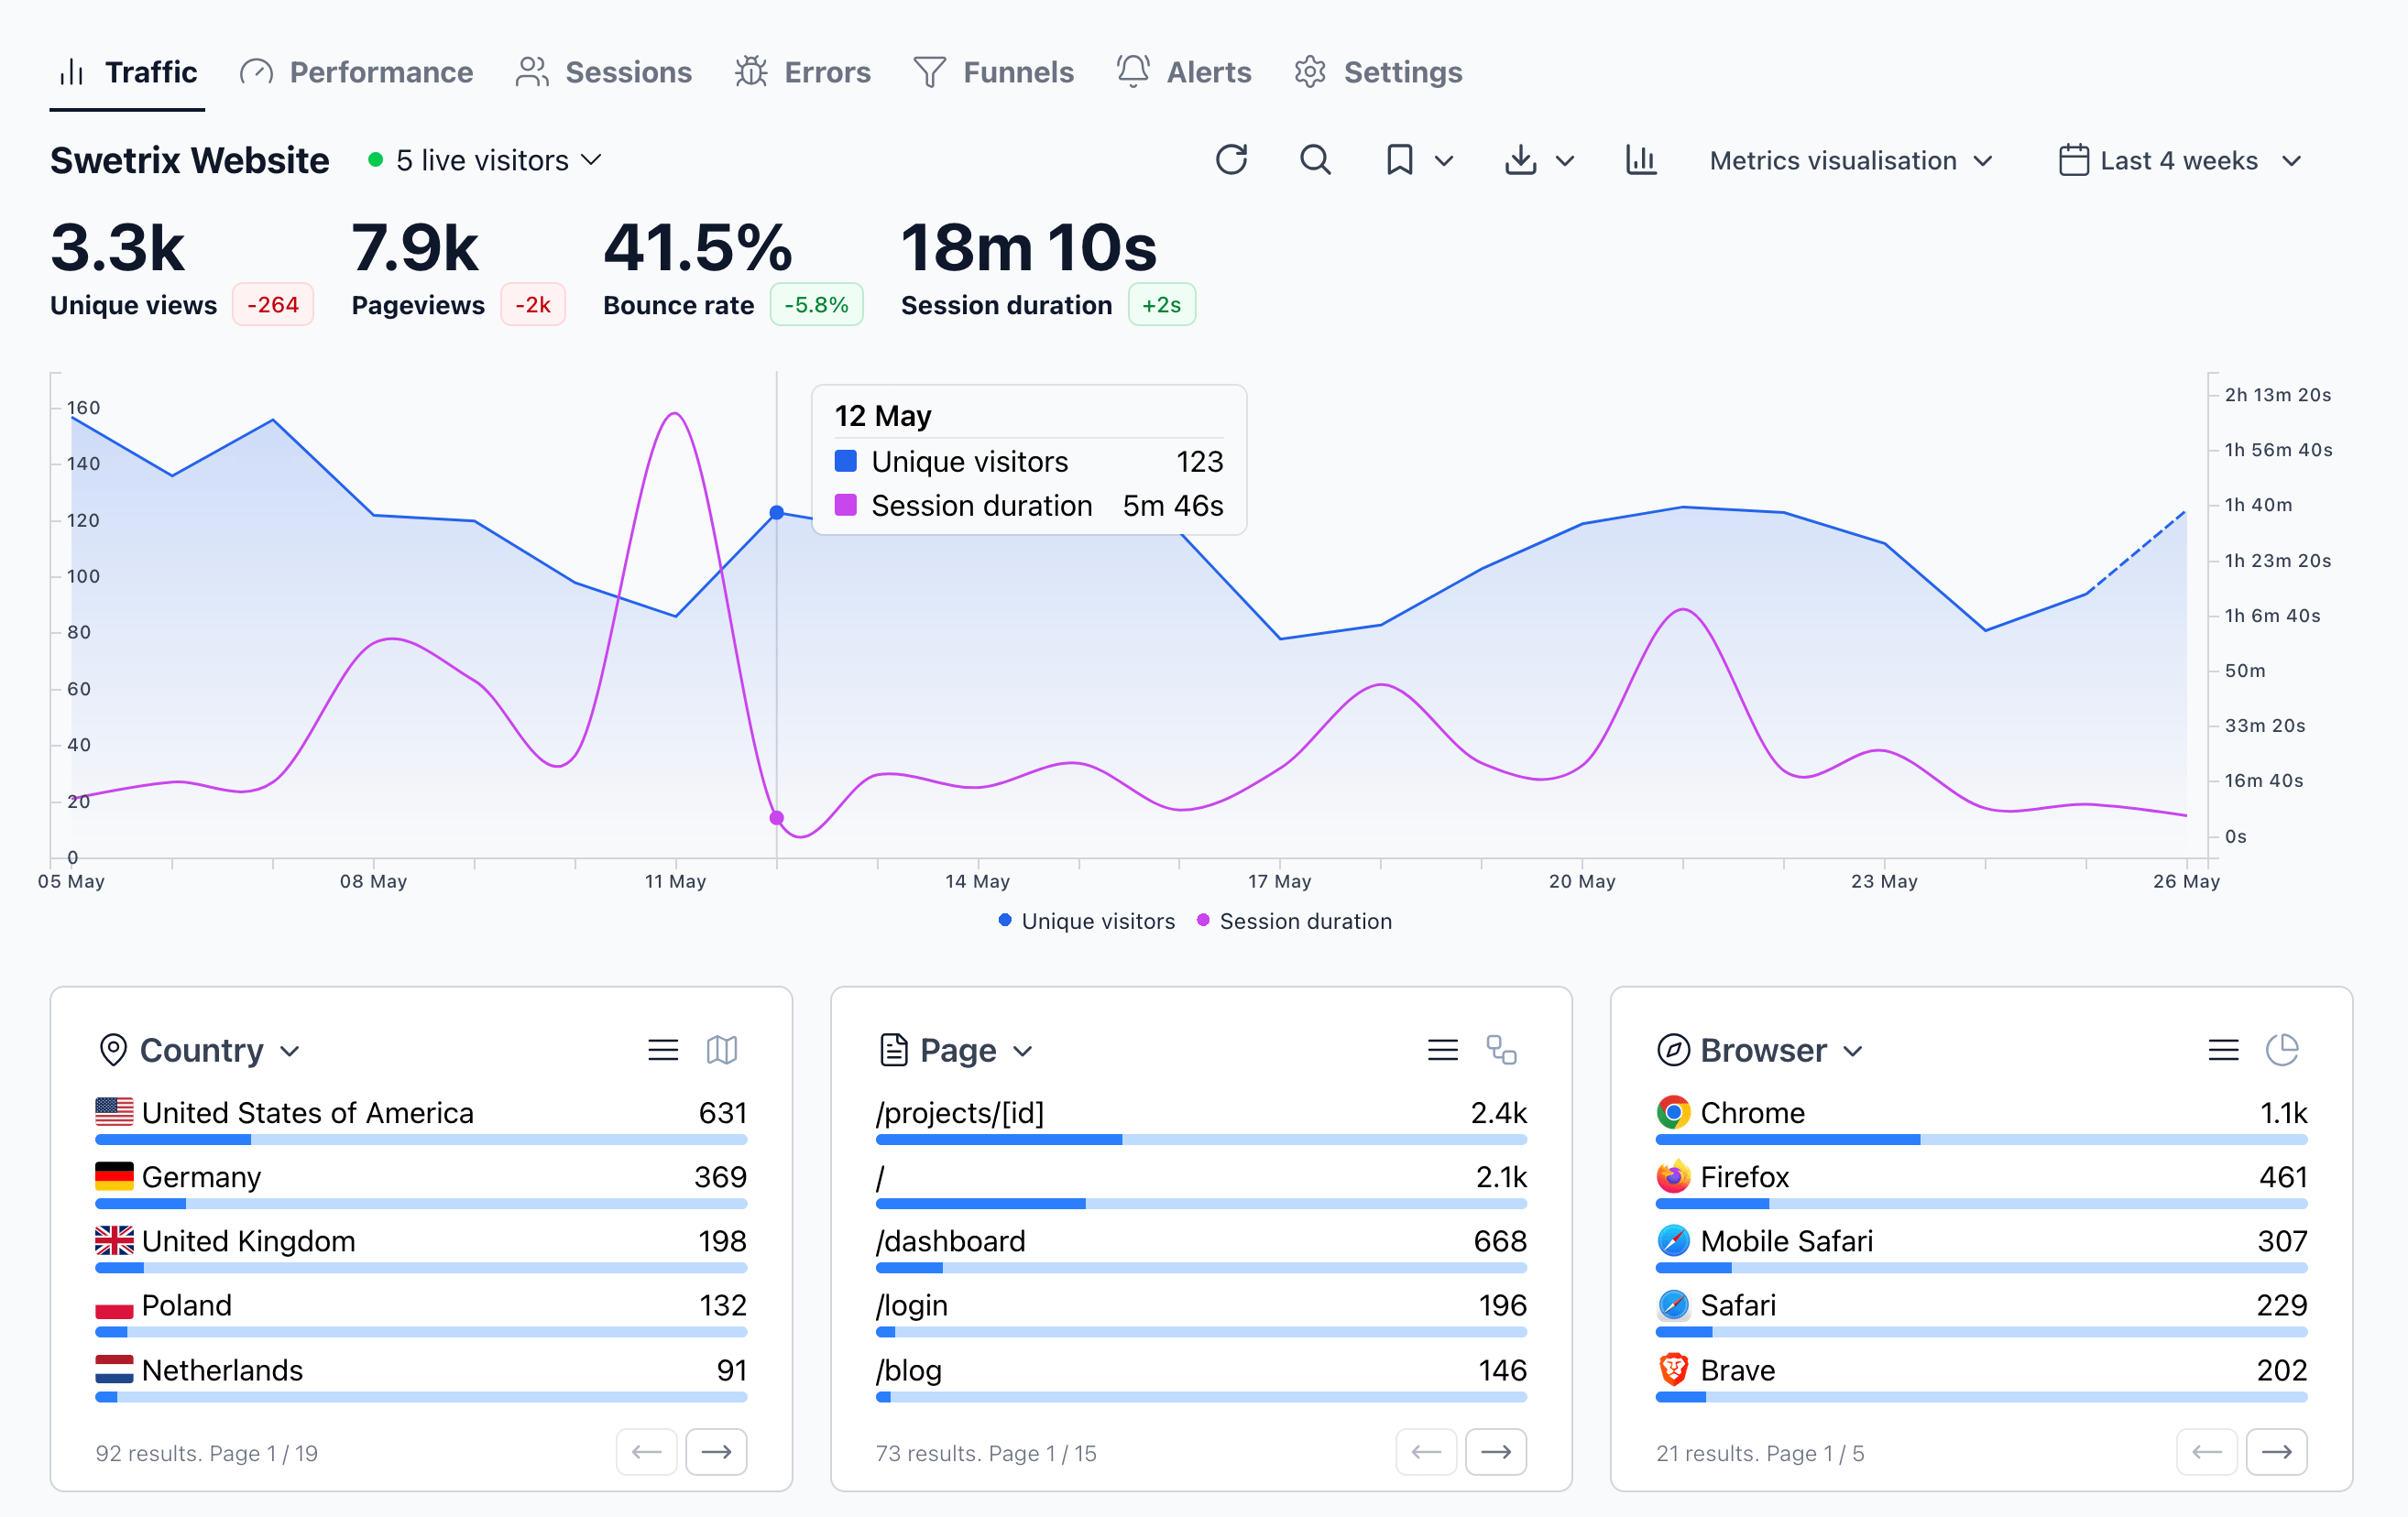 Traffic Performance Sessions Errors Funnels Alerts Settings
Swetrix Website 5 live visitors Metrics visualisation Last 4 weeks
3.3k 7.9k 41.5% 18m 10s
Unique views -264 Pageviews -2k Bounce rate -5.8% Session duration +2s
12 May
Unique visitors 123
Session duration 5m 46s
160
140
120
100
80
60
40
20
0
2h 13m 20s
1h 56m 40s
1h 40m
1h 23m 20s
1h 6m 40s
50m
33m 20s
16m 40s
0s
05 May 08 May 11 May 14 May 17 May 20 May 23 May 26 May
Unique visitors Session duration
Country
United States of America 631
Germany 369
United Kingdom 198
Poland 132
Netherlands 91
92 results. Page 1 / 19
Page
/projects/[id] 2.4k
/ 2.1k
/dashboard 668
/login 196
/blog 146
73 results. Page 1 / 15
Browser
Chrome 1.1k
Firefox 461
Mobile Safari 307
Safari 229
Brave 202
21 results. Page 1 / 5